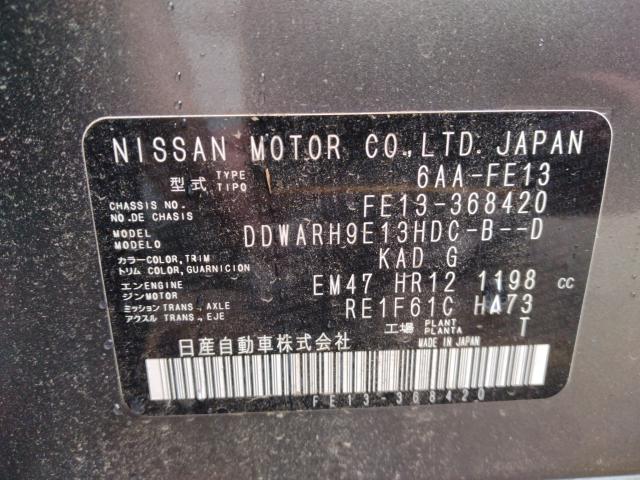 NISSAN MOTOR CO.,LTD. JAPAN
型式 TYPE TIPO 6AA-FE13
CHASSIS NO. NO.DE CHASIS FE13-368420
MODEL MODELO DDWARH9E13HDC-B--D
カラー COLOR,TRIM トリム COLOR,GUARNICION KAD G
エンジン ENGINE MOTOR EM47 HR12 1198 cc
ミッション TRANS., AXLE アクスル TRANS.,EJE RE1F61C HA73
工場 PLANT PLANTA T
日産自動車株式会社 MADE IN JAPAN
FE13-368420